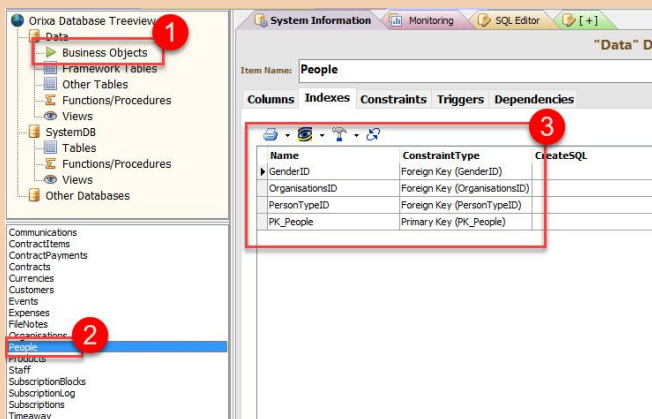 Orixa Database Treeview
1
Data
Business Objects
Framework Tables
Other Tables
Functions/Procedures
Views
SystemDB
Tables
Functions/Procedures
Views
Other Databases
Communications
ContractItems
ContractPayments
Contracts
Currencies
Customers
Events
Expenses
FileNotes
Organisations
2
People
Products
Staff
SubscriptionBlocks
SubscriptionLog
Subscriptions
Timeaway
System Information Monitoring SQL Editor [+]
"Data" D
Item Name: People
Columns Indexes Constraints Triggers Dependencies
3
Name ConstraintType CreateSQL
GenderID Foreign Key (GenderID)
OrganisationsID Foreign Key (OrganisationsID)
PersonTypeID Foreign Key (PersonTypeID)
PK_People Primary Key (PK_People)